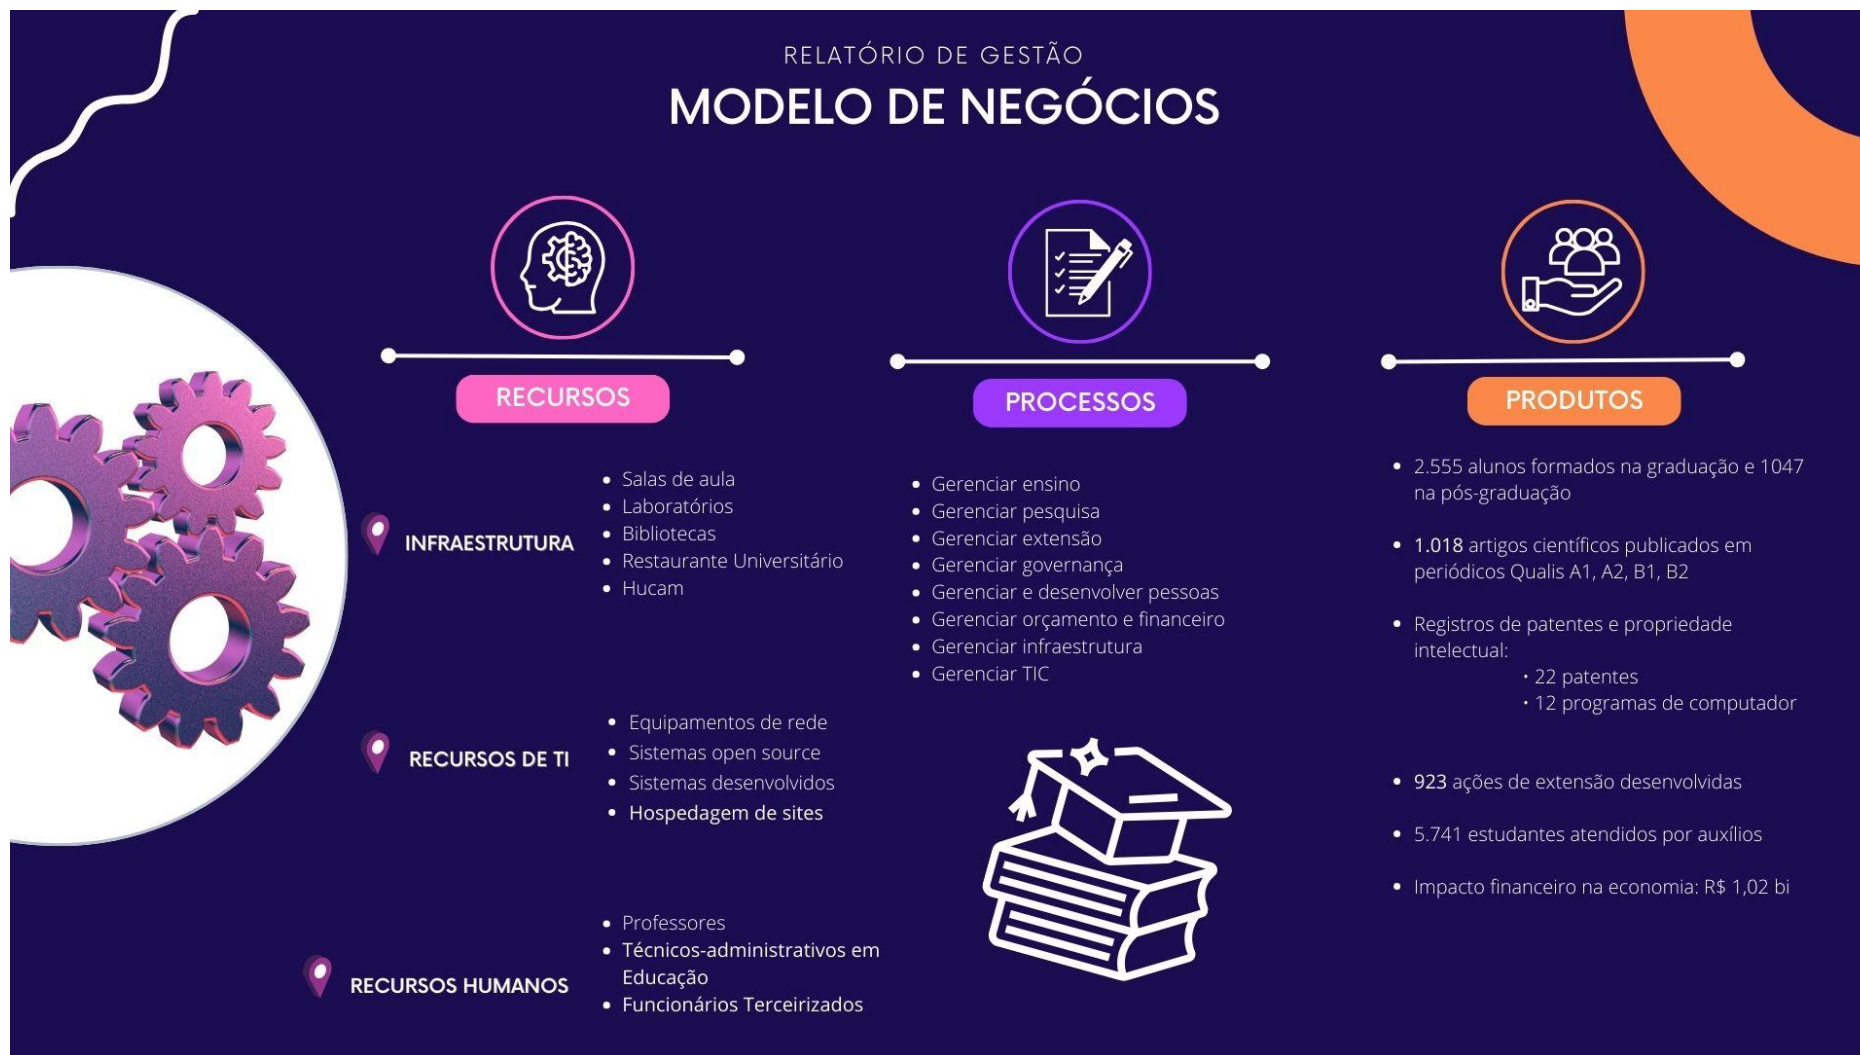 RELATÓRIO DE GESTÃO
MODELO DE NEGÓCIOS
RECURSOS
INFRAESTRUTURA
• Salas de aula
• Laboratórios
• Bibliotecas
• Restaurante Universitário
• Hucam
RECURSOS DE TI
• Equipamentos de rede
• Sistemas open source
• Sistemas desenvolvidos
• Hospedagem de sites
RECURSOS HUMANOS
• Professores
• Técnicos-administrativos em
Educação
• Funcionários Terceirizados
PROCESSOS
• Gerenciar ensino
• Gerenciar pesquisa
• Gerenciar extensão
• Gerenciar governança
• Gerenciar e desenvolver pessoas
• Gerenciar orçamento e financeiro
• Gerenciar infraestrutura
• Gerenciar TIC
PRODUTOS
• 2.555 alunos formados na graduação e 1047
na pós-graduação
• 1.018 artigos científicos publicados em
periódicos Qualis A1, A2, B1, B2
• Registros de patentes e propriedade
intelectual:
• 22 patentes
• 12 programas de computador
• 923 ações de extensão desenvolvidas
• 5.741 estudantes atendidos por auxílios
• Impacto financeiro na economia: R$ 1,02 bi